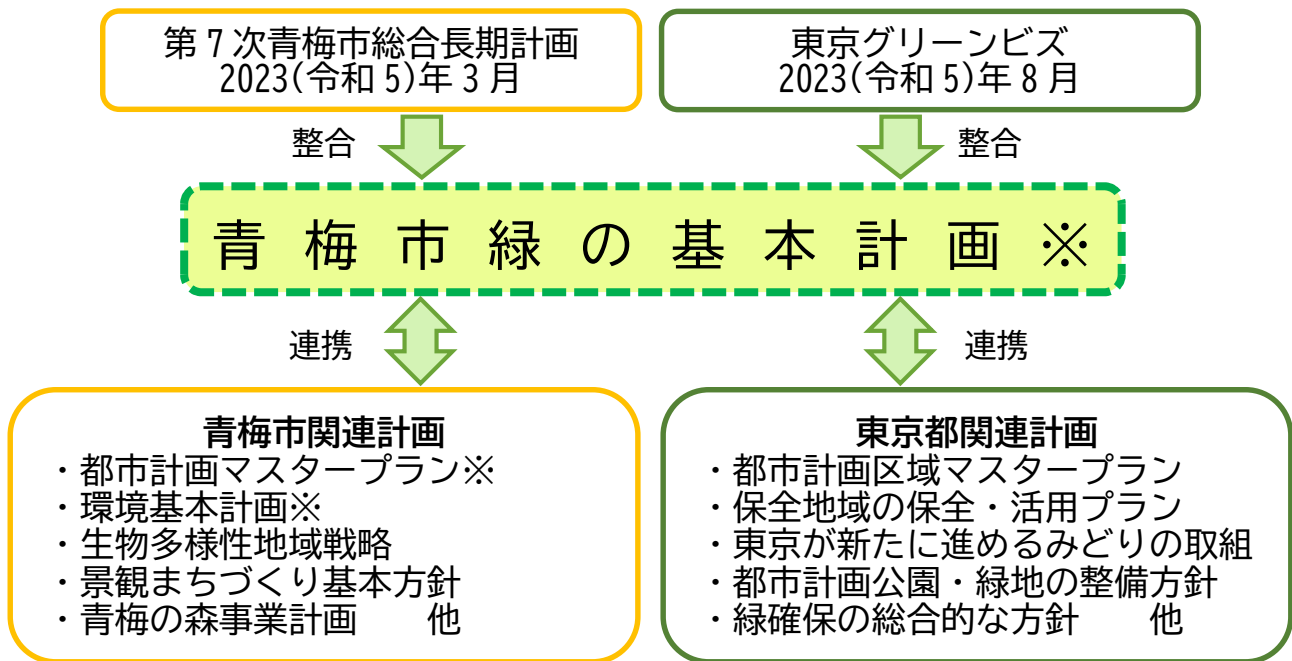 第7次青梅市総合長期計画
2023(令和5)年3月
東京グリーンビズ
2023(令和5)年8月
整合
整合
青梅市緑の基本計画※
連携
連携
青梅市関連計画
・都市計画マスタープラン※
・環境基本計画※
・生物多様性地域戦略
・景観まちづくり基本方針
・青梅の森事業計画　他
東京都関連計画
・都市計画区域マスタープラン
・保全地域の保全・活用プラン
・東京が新たに進めるみどりの取組
・都市計画公園・緑地の整備方針
・緑確保の総合的な方針　他